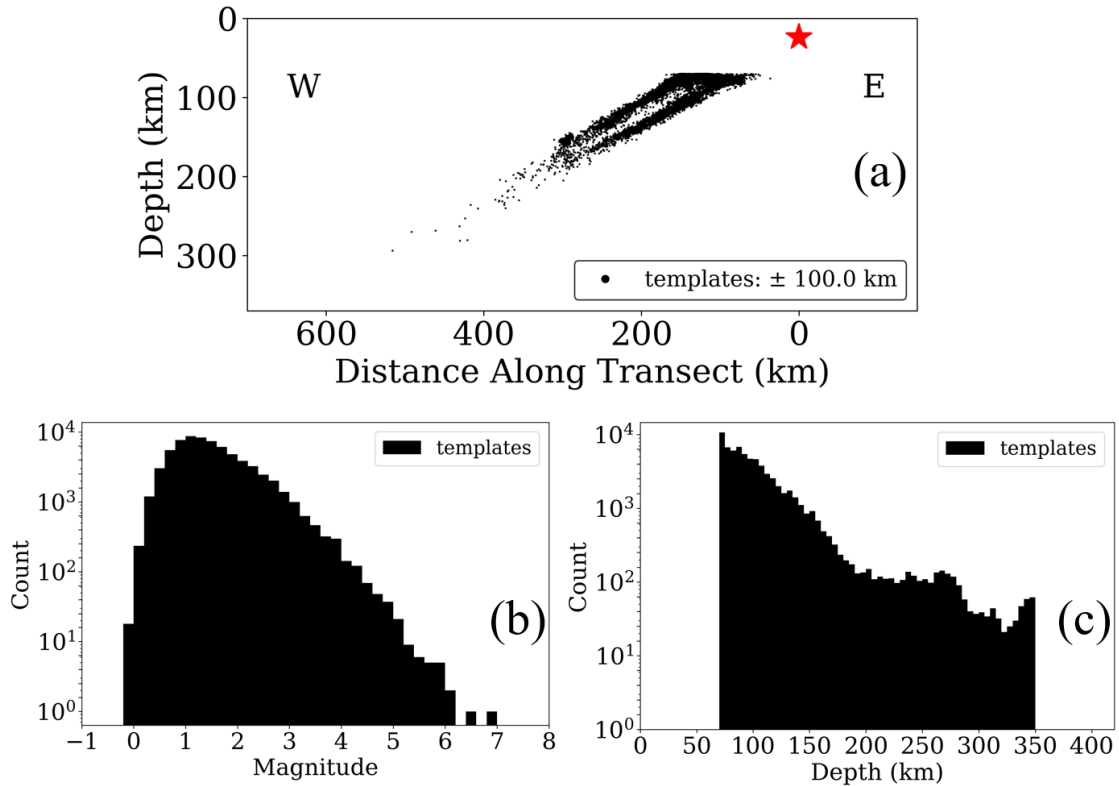 0
100
200
300
Depth (km)
W
E
(a)
templates: ± 100.0 km
600
400
200
0
Distance Along Transect (km)
10⁴
10³
10²
10¹
10⁰
Count
templates
(b)
−1
0
1
2
3
4
5
6
7
8
Magnitude
10⁴
10³
10²
10¹
10⁰
Count
templates
(c)
0
50
100
150
200
250
300
350
400
Depth (km)